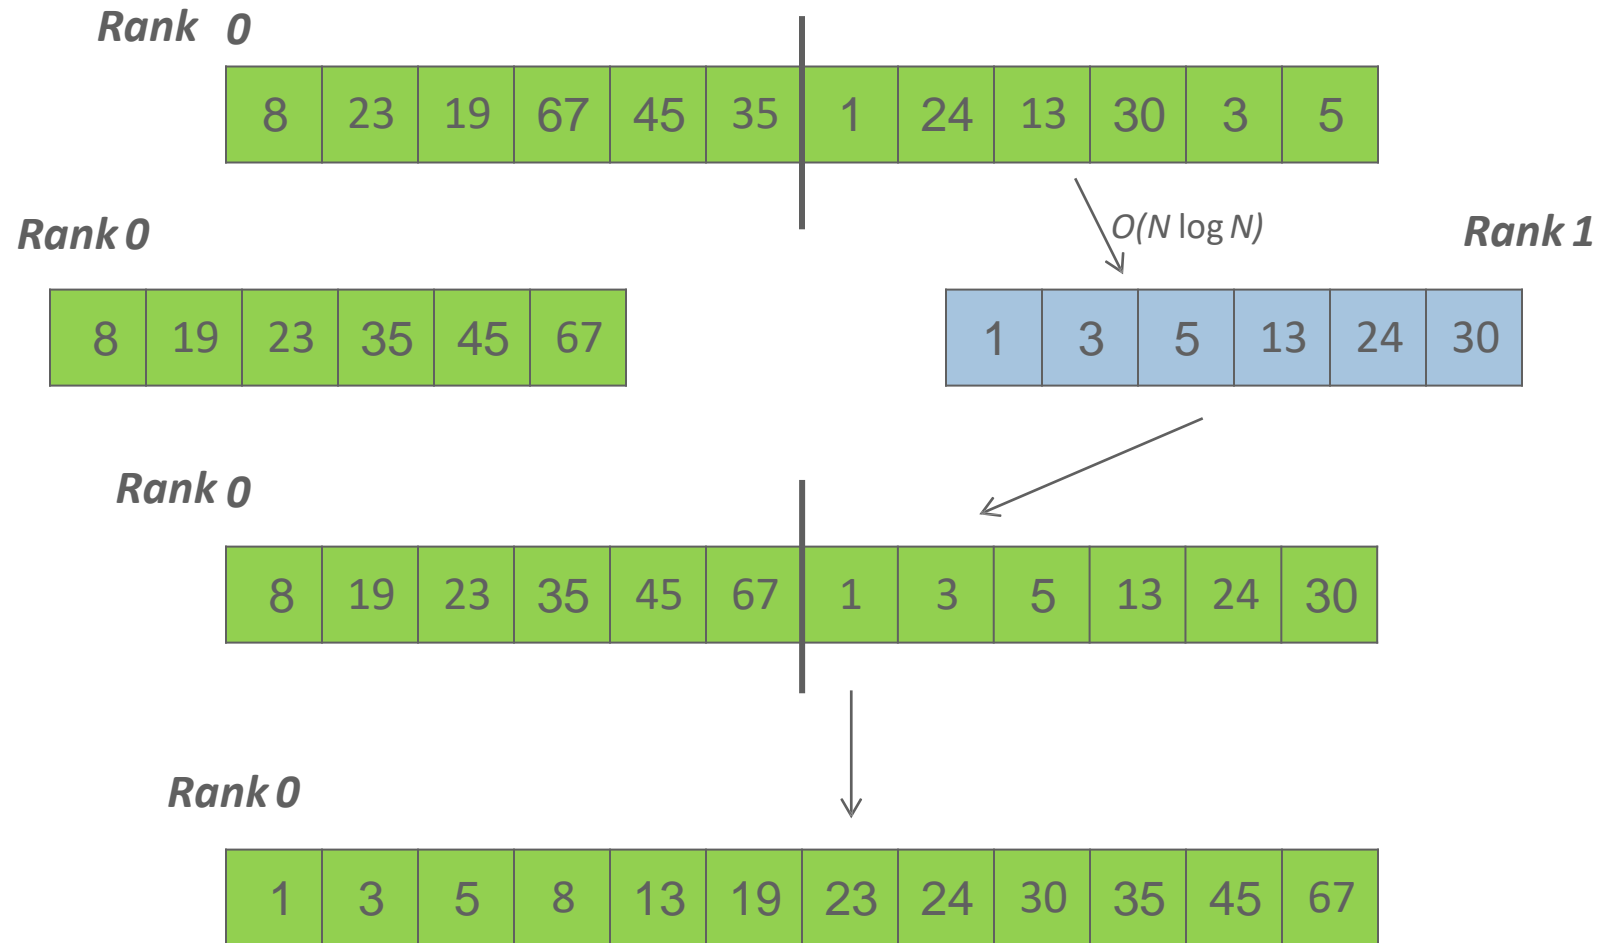 Rank 0
8 23 19 67 45 35 1 24 13 30 3 5
O(N log N)
Rank 0
Rank 1
8 19 23 35 45 67
1 3 5 13 24 30
Rank 0
8 19 23 35 45 67 1 3 5 13 24 30
Rank 0
1 3 5 8 13 19 23 24 30 35 45 67